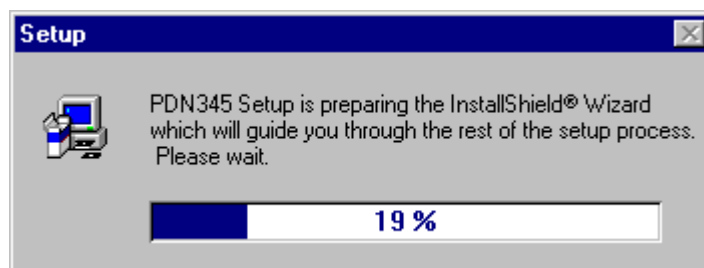 Setup
PDN345 Setup is preparing the InstallShield® Wizard
which will guide you through the rest of the setup process.
Please wait.
19 %